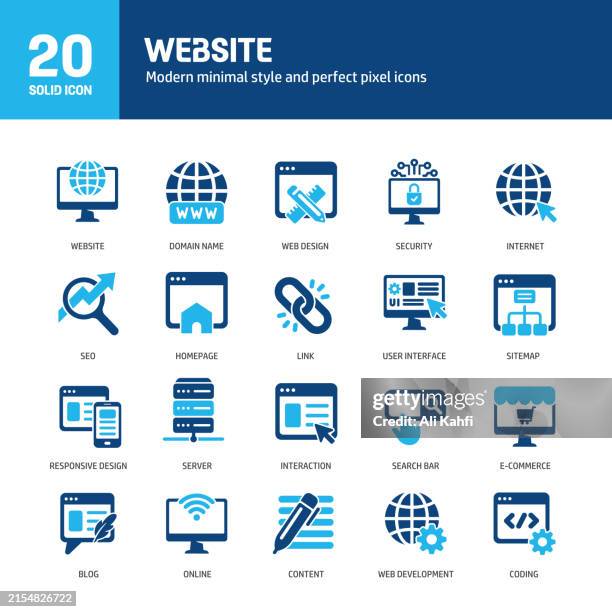 20
SOLID ICON
WEBSITE
Modern minimal style and perfect pixel icons
WWW
WEBSITE DOMAIN NAME WEB DESIGN SECURITY INTERNET
UI
SEO HOMEPAGE LINK USER INTERFACE SITEMAP
iStock
Credit: Ali Kahfi
RESPONSIVE DESIGN SERVER INTERACTION SEARCH BAR E-COMMERCE
</>
BLOG ONLINE CONTENT WEB DEVELOPMENT CODING
2154826722